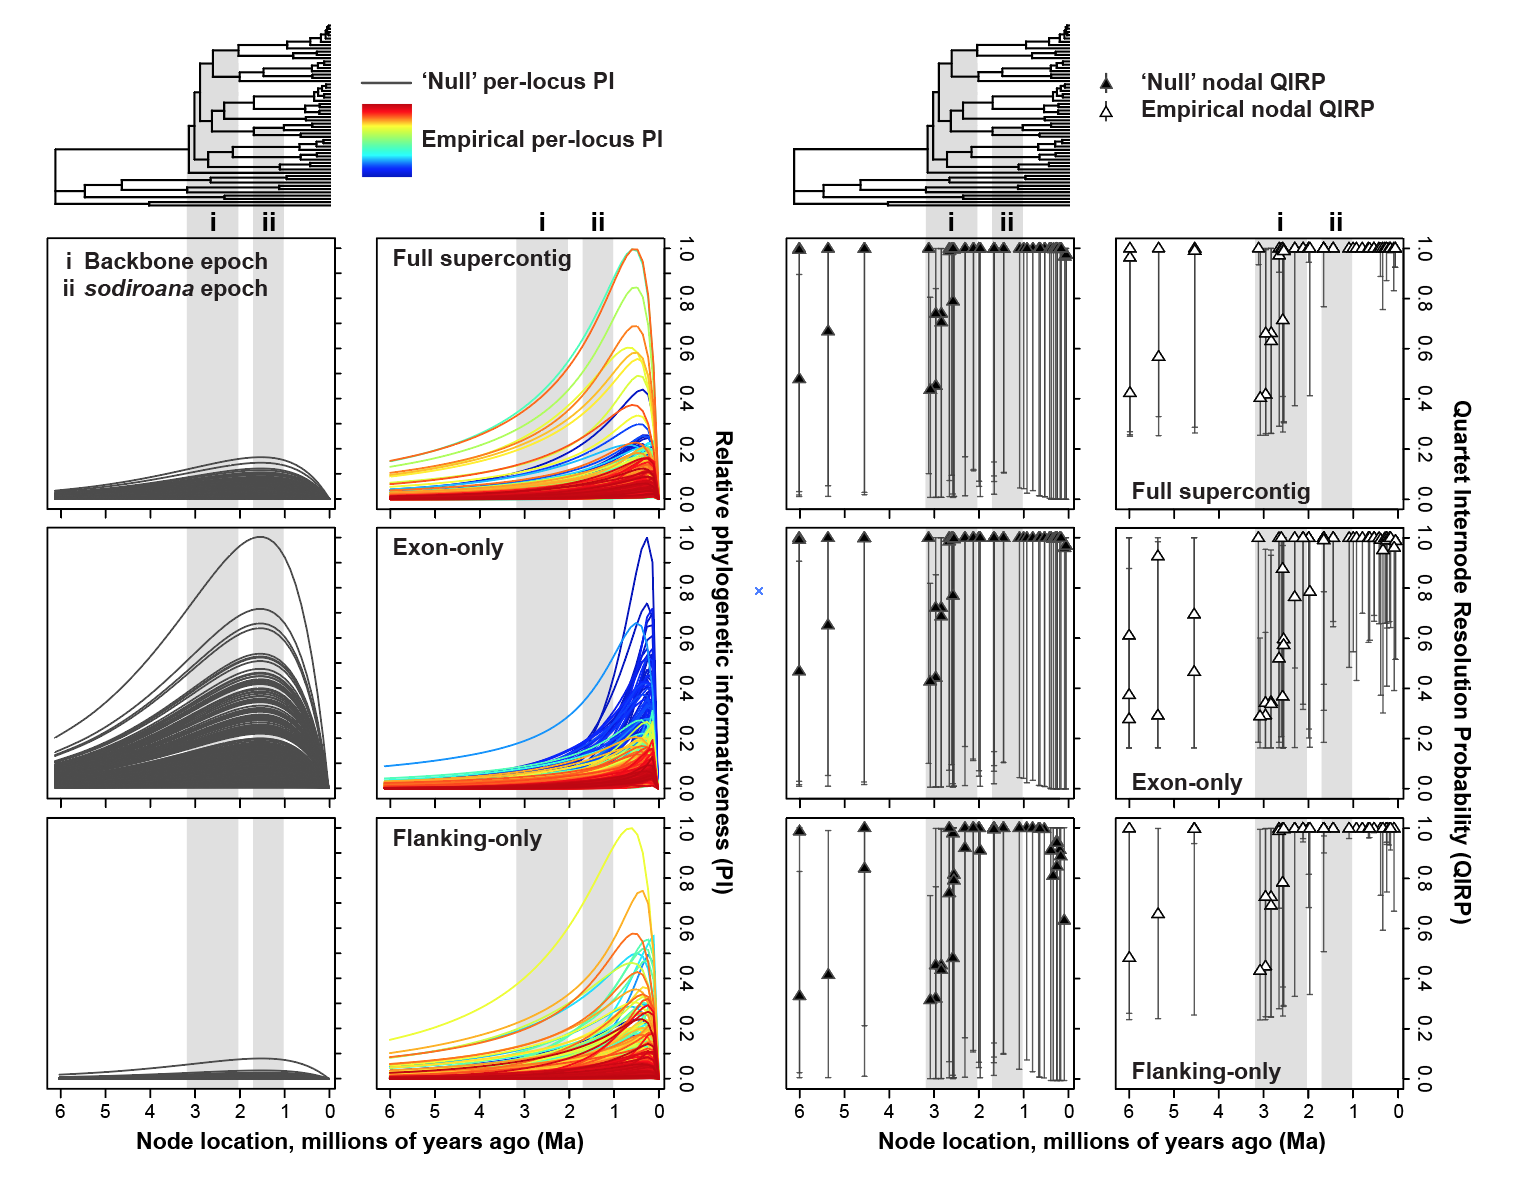 ‘Null’ per-locus PI
Empirical per-locus PI
‘Null’ nodal QIRP
Empirical nodal QIRP
i ii
i ii
i ii
i ii
i Backbone epoch
ii sodiroana epoch
Full supercontig
0.0 0.2 0.4 0.6 0.8 1.0
Full supercontig
0.0 0.2 0.4 0.6 0.8 1.0
Exon-only
0.0 0.2 0.4 0.6 0.8 1.0
Exon-only
0.0 0.2 0.4 0.6 0.8 1.0
Flanking-only
0.0 0.2 0.4 0.6 0.8 1.0
Flanking-only
0.0 0.2 0.4 0.6 0.8 1.0
Relative phylogenetic informativeness (PI)
Quartet Internode Resolution Probability (QIRP)
6 5 4 3 2 1 0
6 5 4 3 2 1 0
6 5 4 3 2 1 0
6 5 4 3 2 1 0
Node location, millions of years ago (Ma)
Node location, millions of years ago (Ma)